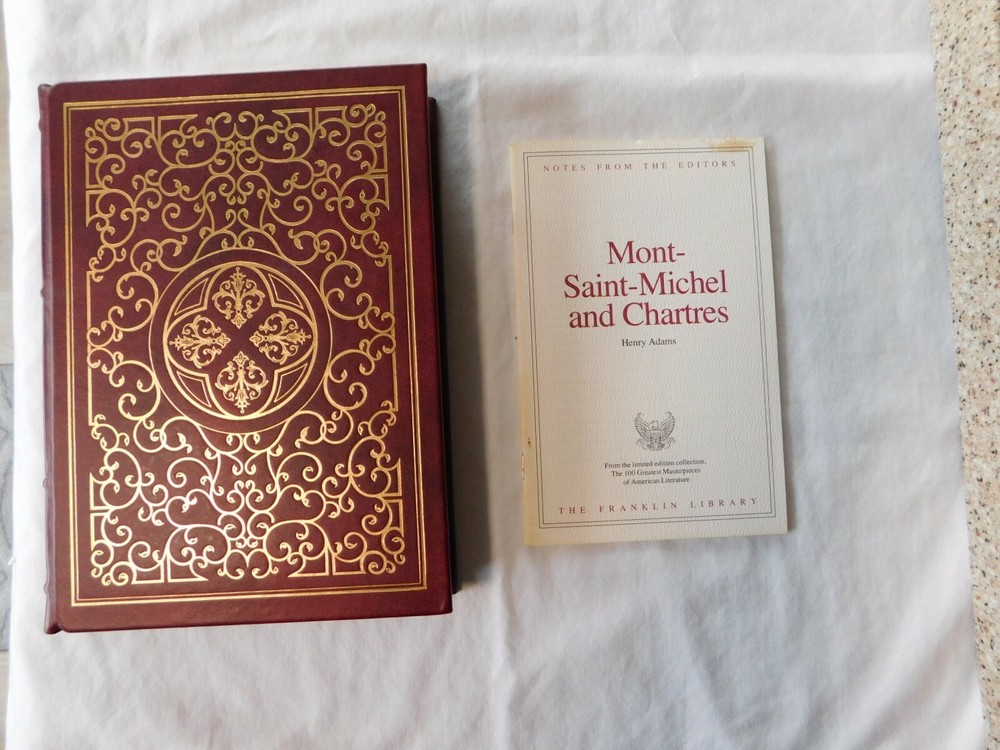 NOTES FROM THE EDITORS
Mont-
Saint-Michel
and Chartres
Henry Adams
From the limited edition collection,
The 100 Greatest Masterpieces
of American Literature
THE FRANKLIN LIBRARY